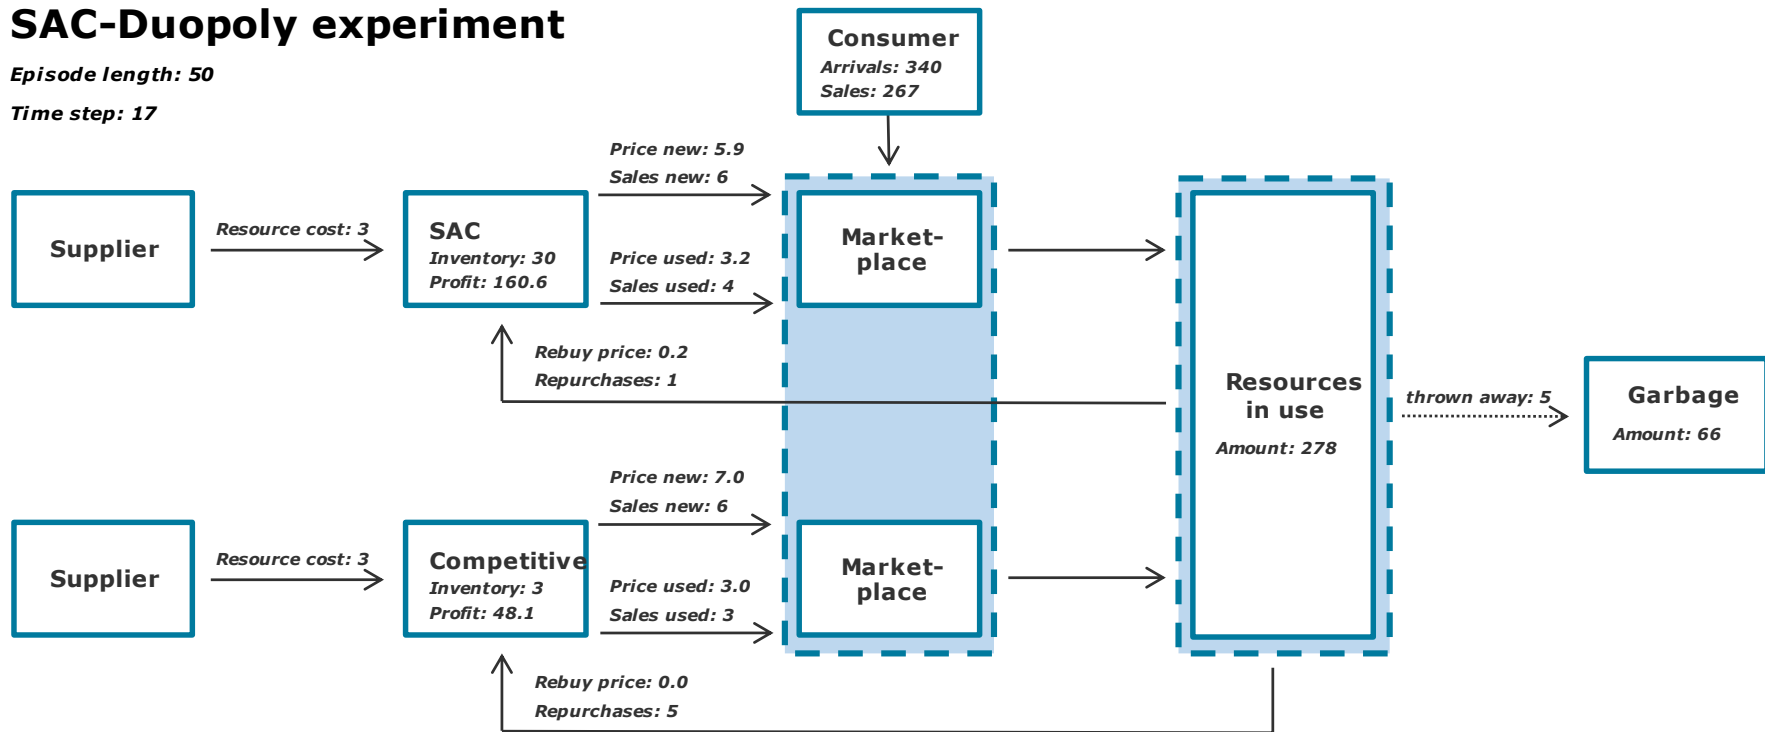 SAC-Duopoly experiment
Episode length: 50
Time step: 17
Consumer
Arrivals: 340
Sales: 267
Supplier
Resource cost: 3
SAC
Inventory: 30
Profit: 160.6
Price new: 5.9
Sales new: 6
Price used: 3.2
Sales used: 4
Market-
place
Rebuy price: 0.2
Repurchases: 1
Resources
in use
Amount: 278
thrown away: 5
Garbage
Amount: 66
Supplier
Resource cost: 3
Competitive
Inventory: 3
Profit: 48.1
Price new: 7.0
Sales new: 6
Price used: 3.0
Sales used: 3
Market-
place
Rebuy price: 0.0
Repurchases: 5